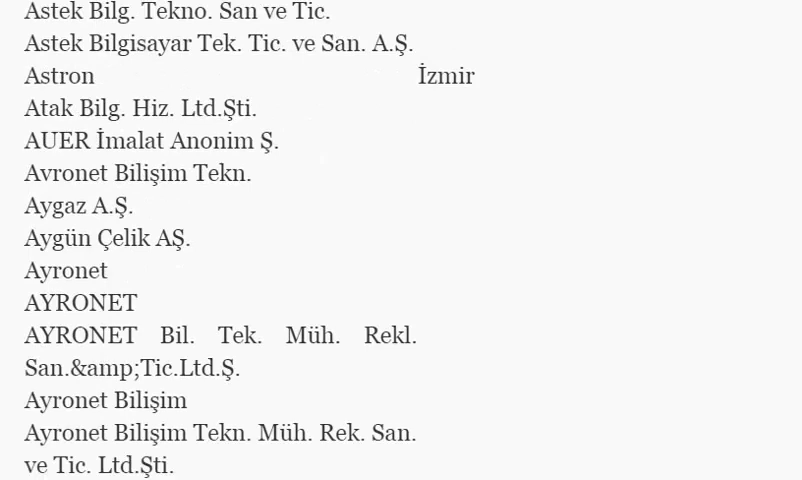 Astek Bilg. Tekno. San ve Tic.
Astek Bilgisayar Tek. Tic. ve San. A.Ş.
Astron İzmir
Atak Bilg. Hiz. Ltd.Şti.
AUER İmalat Anonim Ş.
Avronet Bilişim Tekn.
Aygaz A.Ş.
Aygün Çelik AŞ.
Ayronet
AYRONET
AYRONET Bil. Tek. Müh. Rekl.
San.&amp;Tic.Ltd.Ş.
Ayronet Bilişim
Ayronet Bilişim Tekn. Müh. Rek. San.
ve Tic. Ltd.Şti.